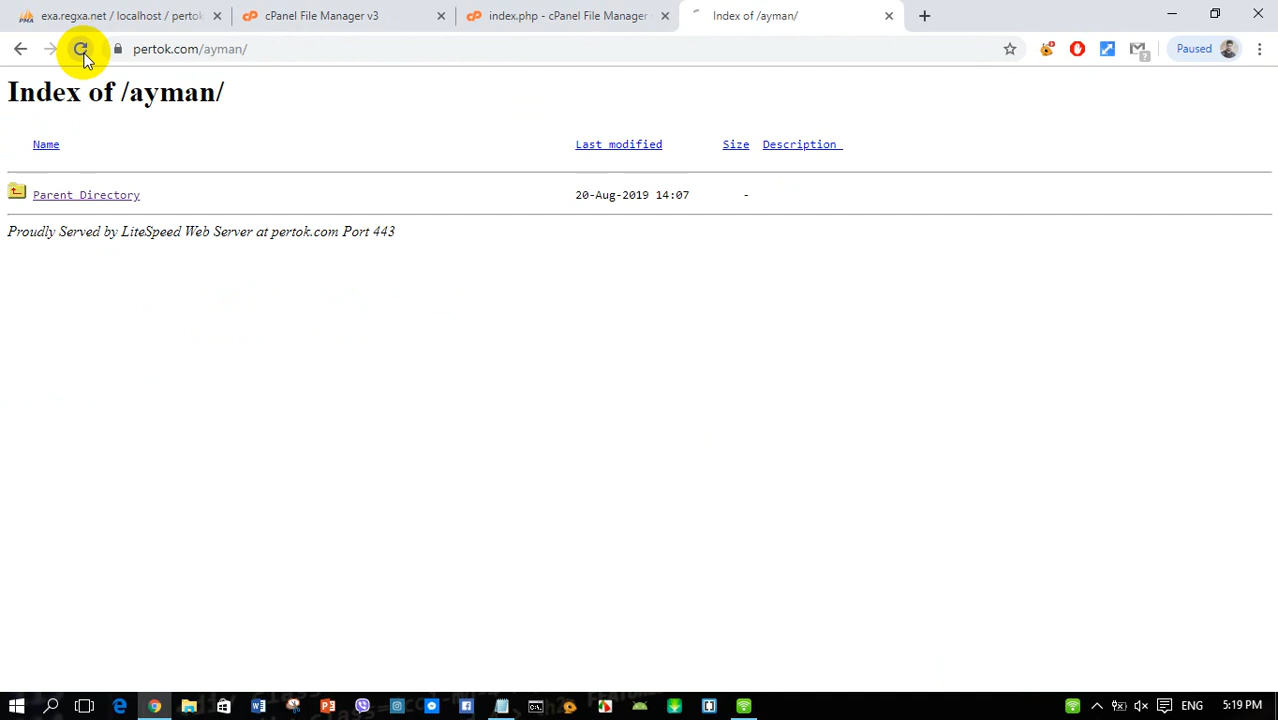 exa.regxa.net / localhost / pertok
cPanel File Manager v3
index.php - cPanel File Manager
Index of /ayman/
pertok.com/ayman/
Paused
Index of /ayman/
Name Last modified Size Description
Parent Directory 20-Aug-2019 14:07 -
Proudly Served by LiteSpeed Web Server at pertok.com Port 443
ENG 5:19 PM